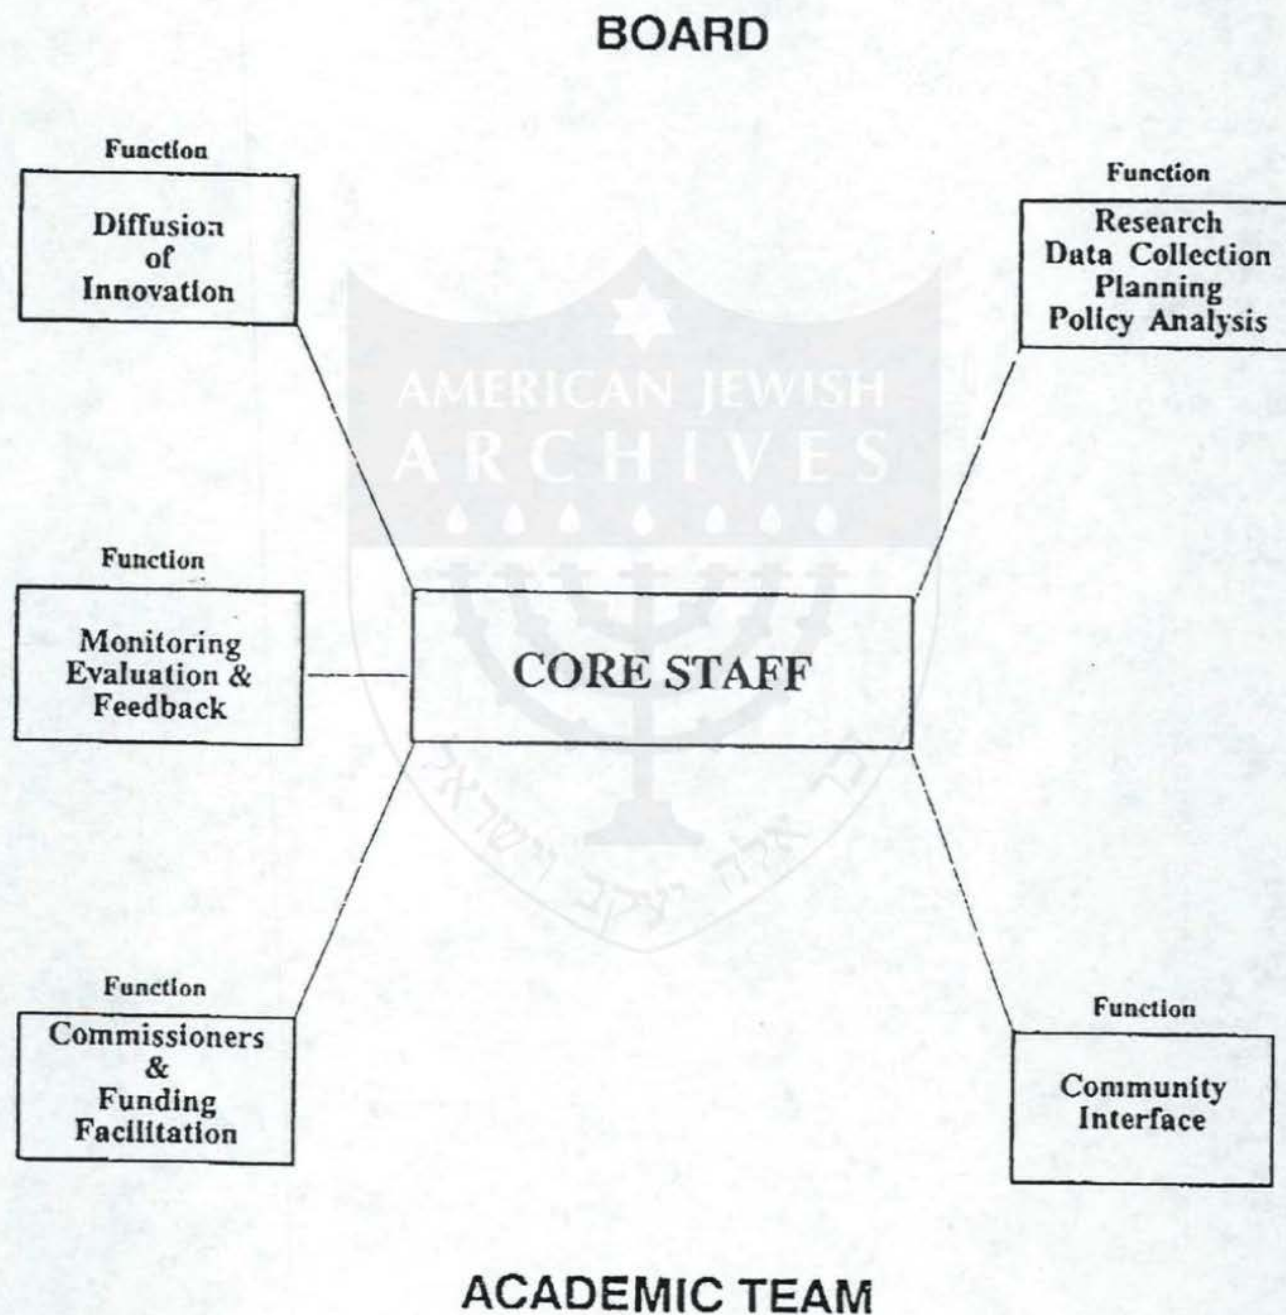 BOARD
Function
Diffusion
of
Innovation
Function
Research
Data Collection
Planning
Policy Analysis
AMERICAN JEWISH
ARCHIVES
Function
Monitoring
Evaluation &
Feedback
CORE STAFF
Function
Commissioners
&
Funding
Facilitation
Function
Community
Interface
ACADEMIC TEAM